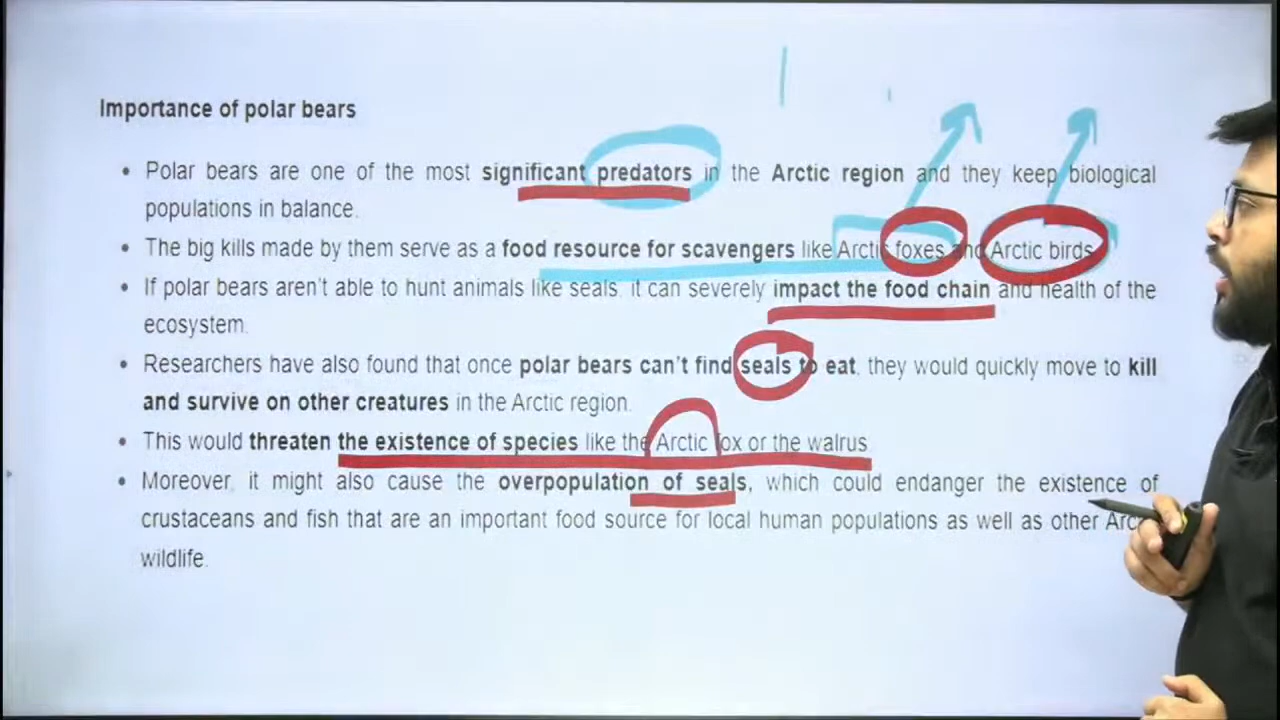 Importance of polar bears
• Polar bears are one of the most significant predators in the Arctic region and they keep biological
populations in balance.
• The big kills made by them serve as a food resource for scavengers like Arctic foxes and Arctic birds.
• If polar bears aren't able to hunt animals like seals, it can severely impact the food chain and health of the
ecosystem.
• Researchers have also found that once polar bears can't find seals to eat, they would quickly move to kill
and survive on other creatures in the Arctic region.
• This would threaten the existence of species like the Arctic fox or the walrus.
• Moreover, it might also cause the overpopulation of seals, which could endanger the existence of
crustaceans and fish that are an important food source for local human populations as well as other
wildlife.